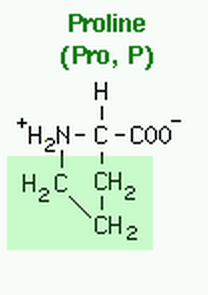 Proline
(Pro, P)
H
+H₂N-C-COO⁻
H₂C CH₂
CH₂